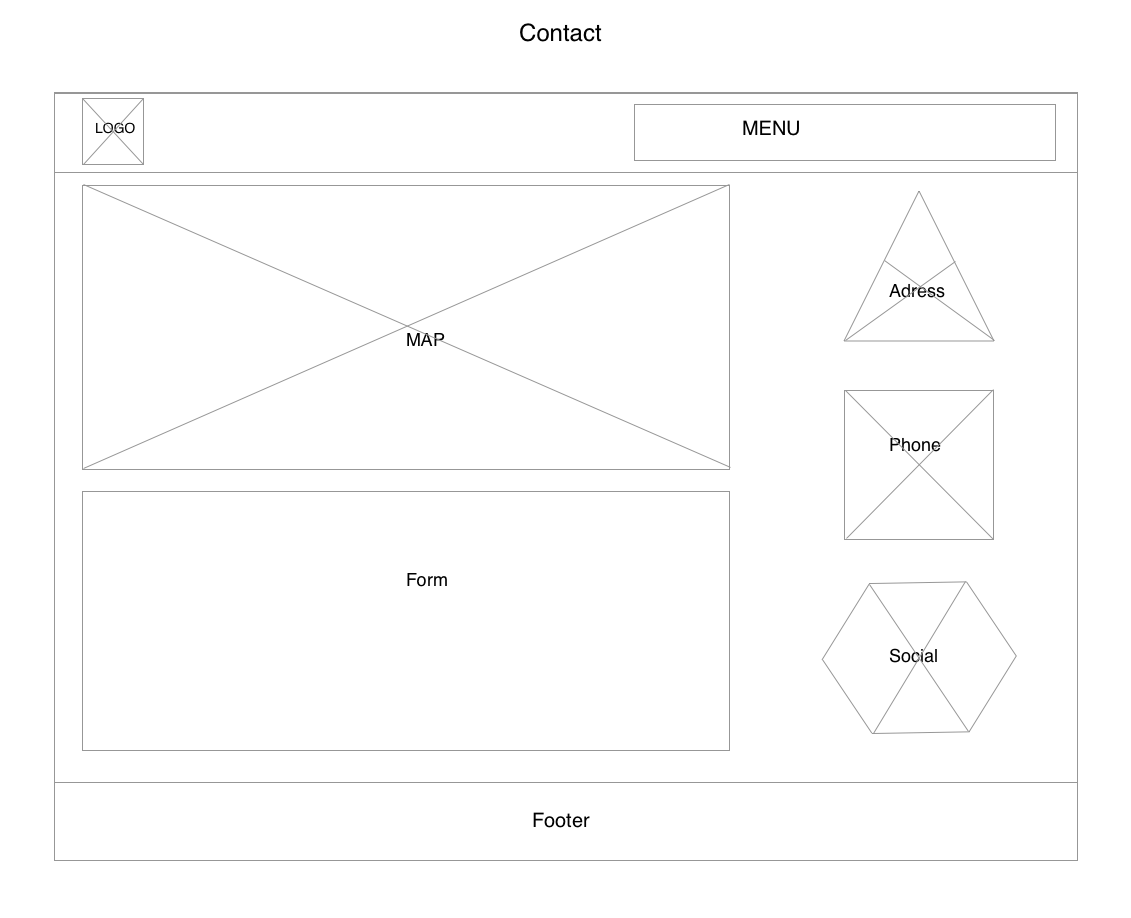 Contact
LOGO
MENU
MAP
Adress
Phone
Form
Social
Footer